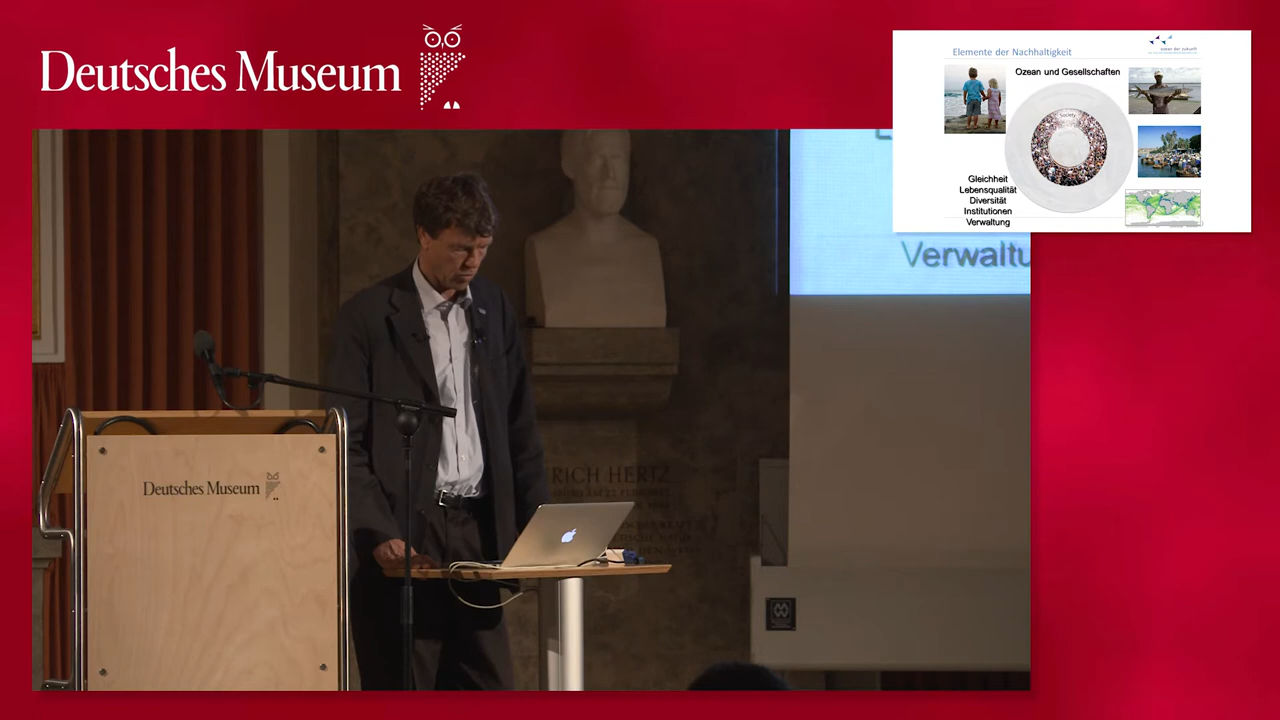 Deutsches Museum
Elemente der Nachhaltigkeit
ozean der zukunft
Ozean und Gesellschaften
Society
Gleichheit
Lebensqualität
Diversität
Institutionen
Verwaltung
Verwaltu
RICH HERTZ
Deutsches Museum